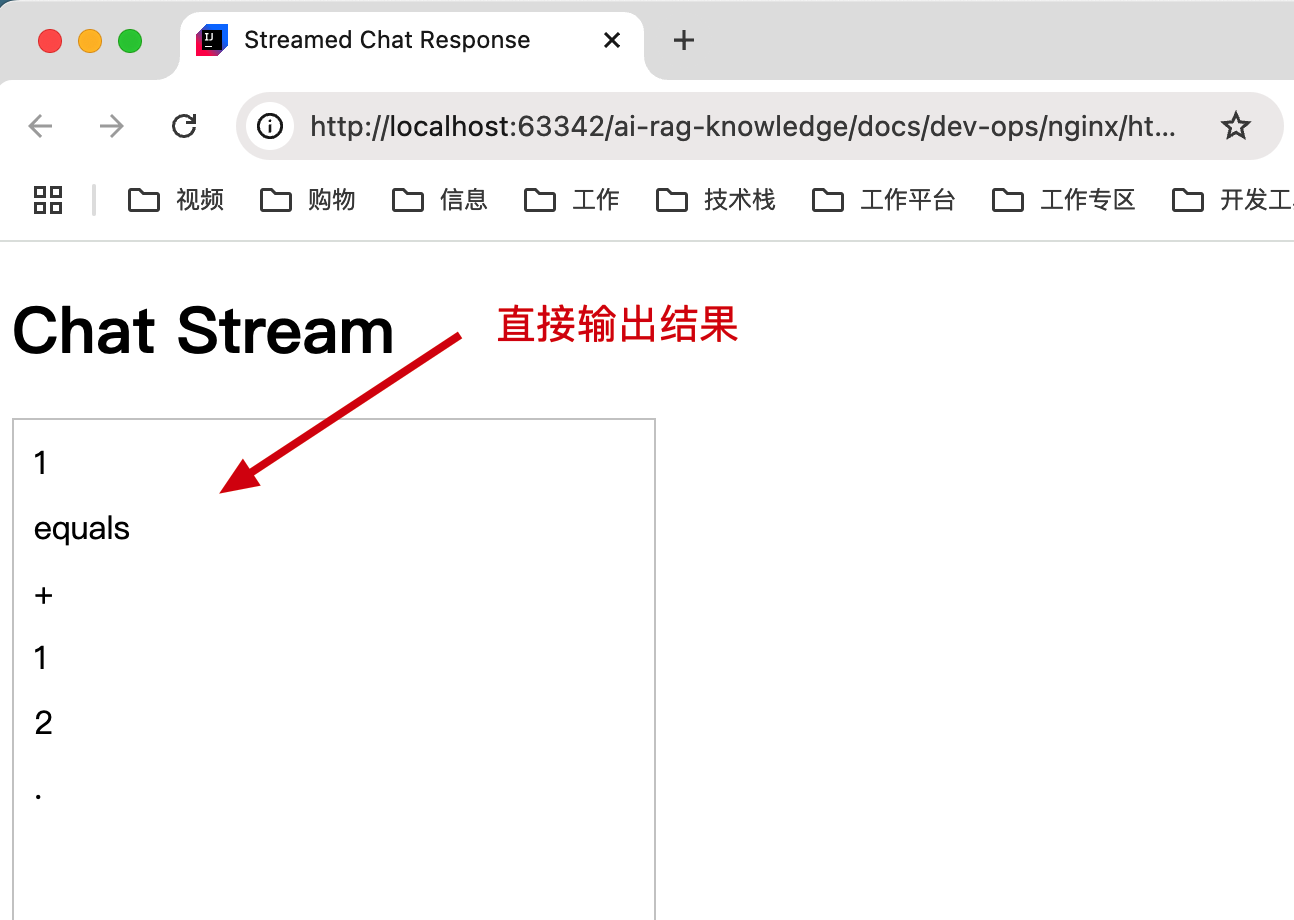 Streamed Chat Response
http://localhost:63342/ai-rag-knowledge/docs/dev-ops/nginx/ht...
视频 购物 信息 工作 技术栈 工作平台 工作专区 开发工
Chat Stream
直接输出结果
1
equals
+
1
2
.